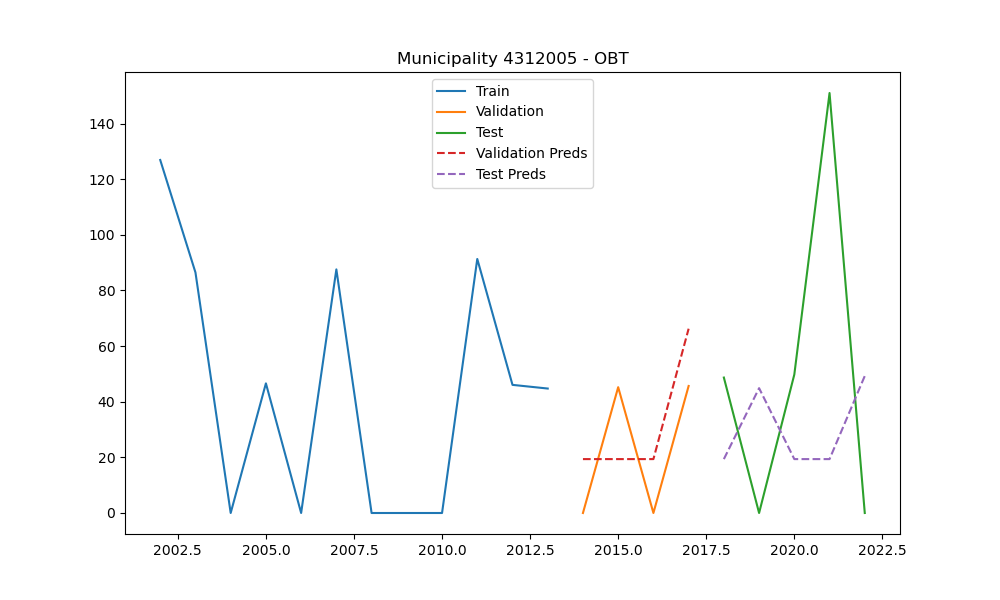 Municipality 4312005 - OBT
Train
Validation
Test
Validation Preds
Test Preds
140
120
100
80
60
40
20
0
2002.5 2005.0 2007.5 2010.0 2012.5 2015.0 2017.5 2020.0 2022.5